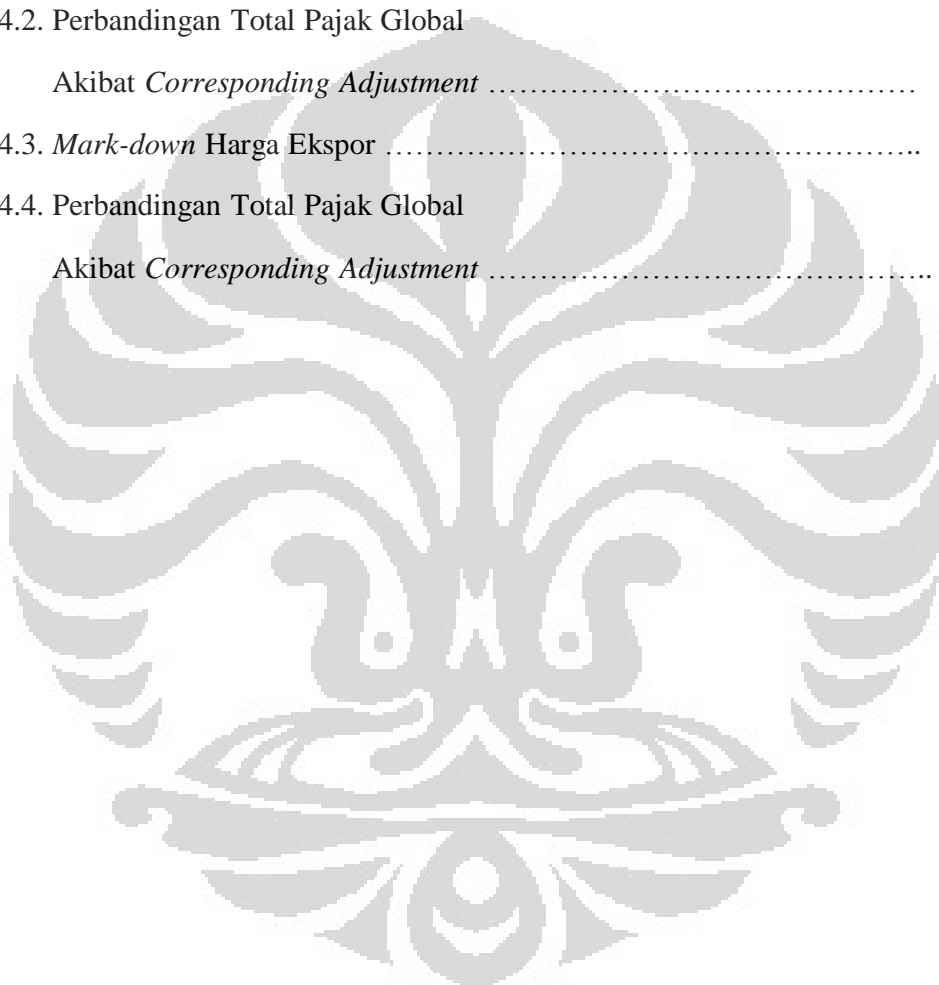 4.2. Perbandingan Total Pajak Global
Akibat Corresponding Adjustment ……………………………………
4.3. Mark-down Harga Ekspor ……………………………………………..
4.4. Perbandingan Total Pajak Global
Akibat Corresponding Adjustment ……………………………………..